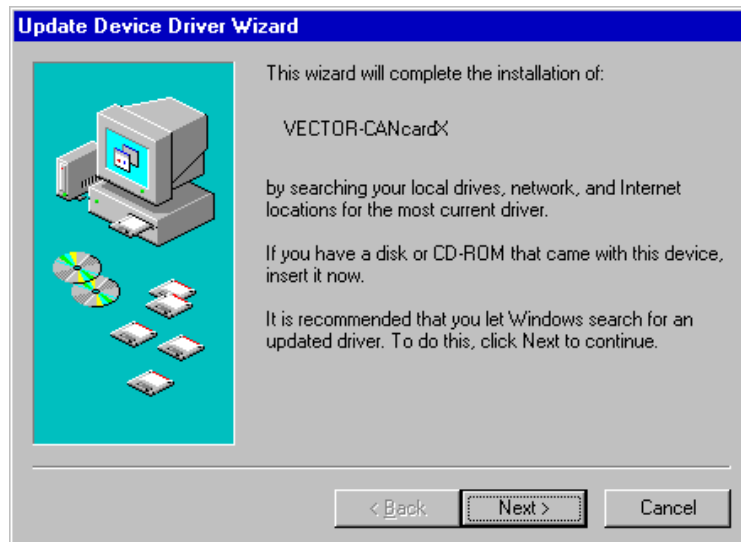 Update Device Driver Wizard
This wizard will complete the installation of:
VECTOR-CANcardX
by searching your local drives, network, and Internet
locations for the most current driver.
If you have a disk or CD-ROM that came with this device,
insert it now.
It is recommended that you let Windows search for an
updated driver. To do this, click Next to continue.
< Back
Next >
Cancel